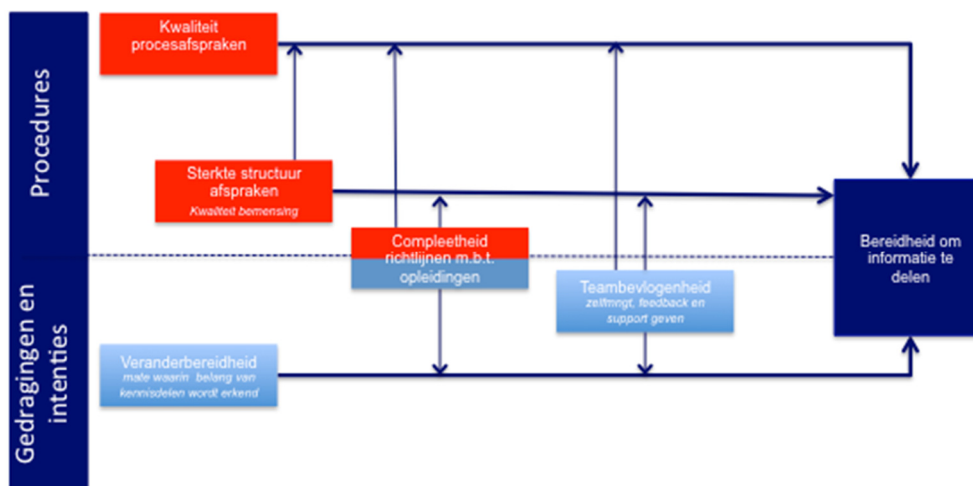 Procedures
Kwaliteit
procesafspraken
Sterkte structuur
afspraken
Kwaliteit bemensing
Compleetheid
richtlijnen m.b.t.
opleidingen
Bereidheid om
informatie te
delen
Gedragingen en
intenties
Teambevlogenheid
zelfmngt, feedback en
support geven
Veranderbereidheid
mate waarin belang van
kennisdelen wordt erkend